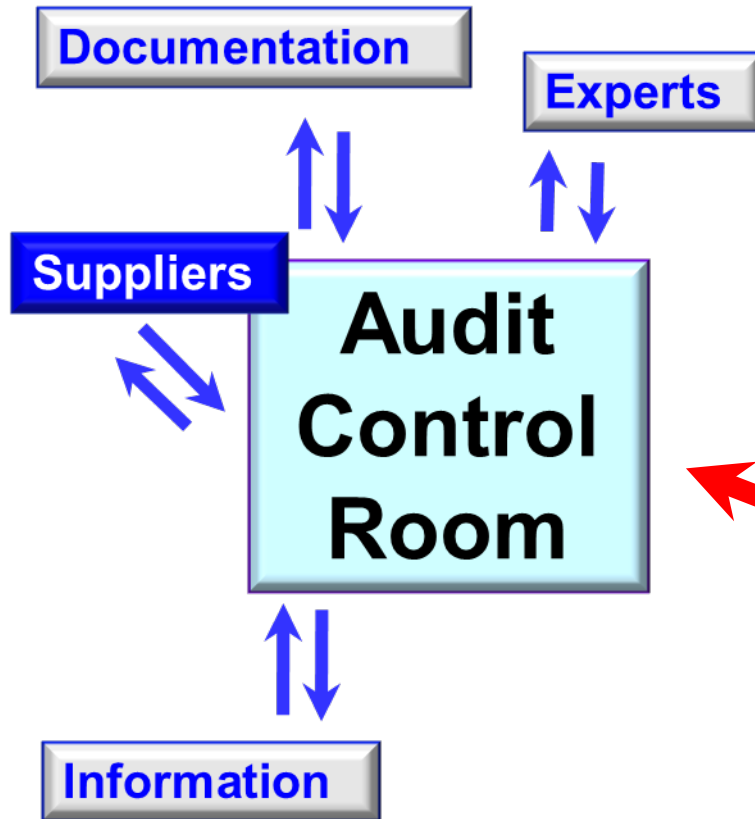 Documentation
Experts
Suppliers
Audit
Control
Room
Information